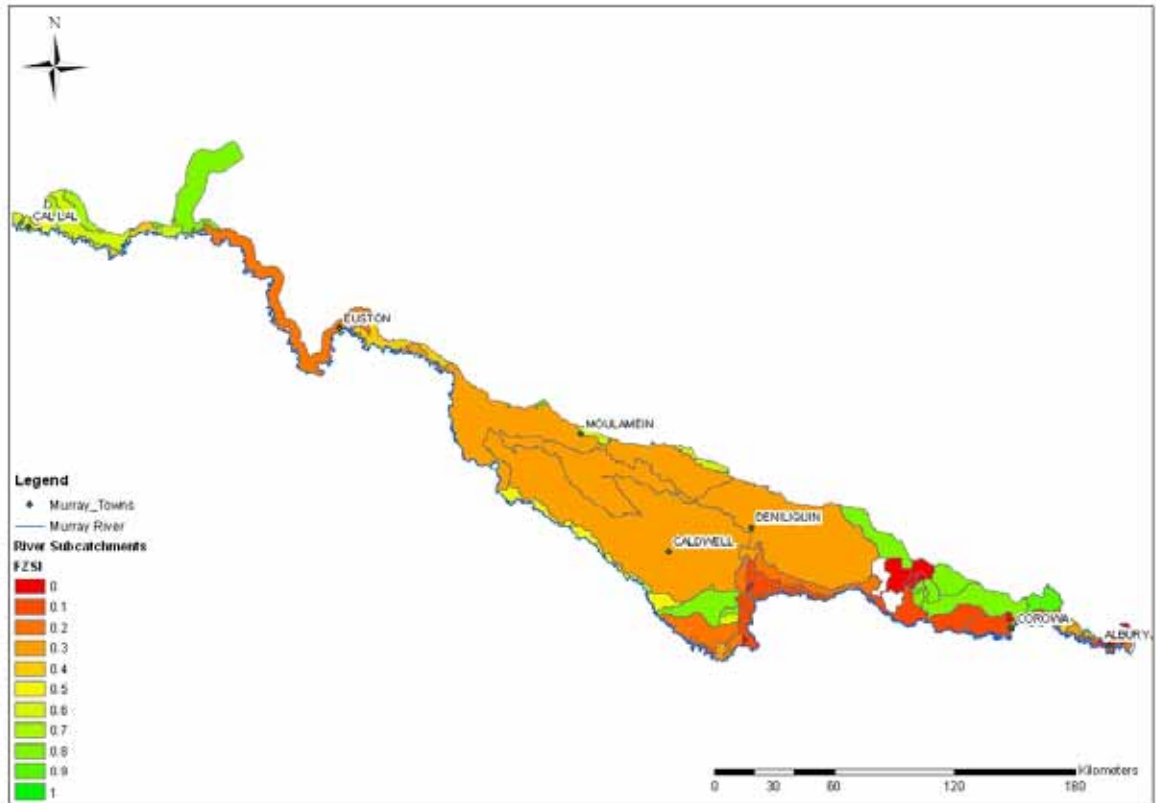 N
CAL LAL
EUSTON
MOULAMEIN
DENILIQUIN
CALDWELL
COROWA
ALBURY
Legend
Murray_Towns
Murray River
River Subcatchments
FZSI
0
0.1
0.2
0.3
0.4
0.5
0.6
0.7
0.8
0.9
1
Kilometers
0 30 60 120 180